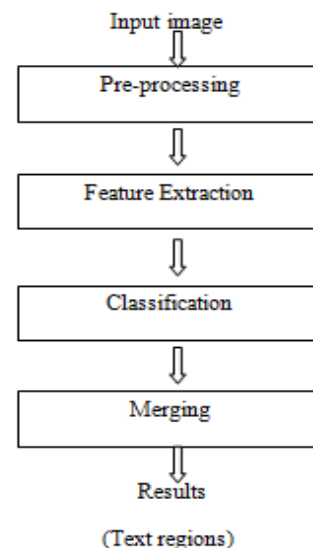 Input image
Pre-processing
Feature Extraction
Classification
Merging
Results
(Text regions)